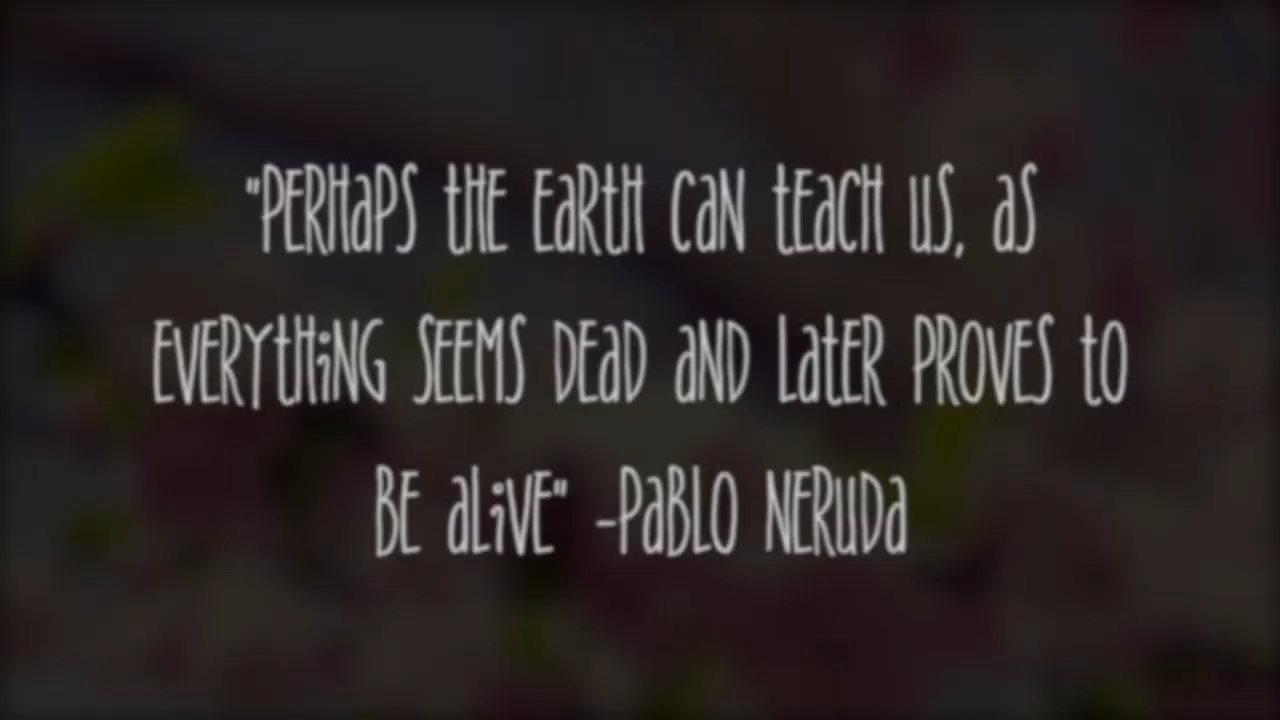 "PERHaPS tHE EaRtH CaN tEaCH US, aS
EVERYtHiNG SEEMS DEaD aND LatER PROVES tO
BE aLiVE" -PaBLO NERUDa